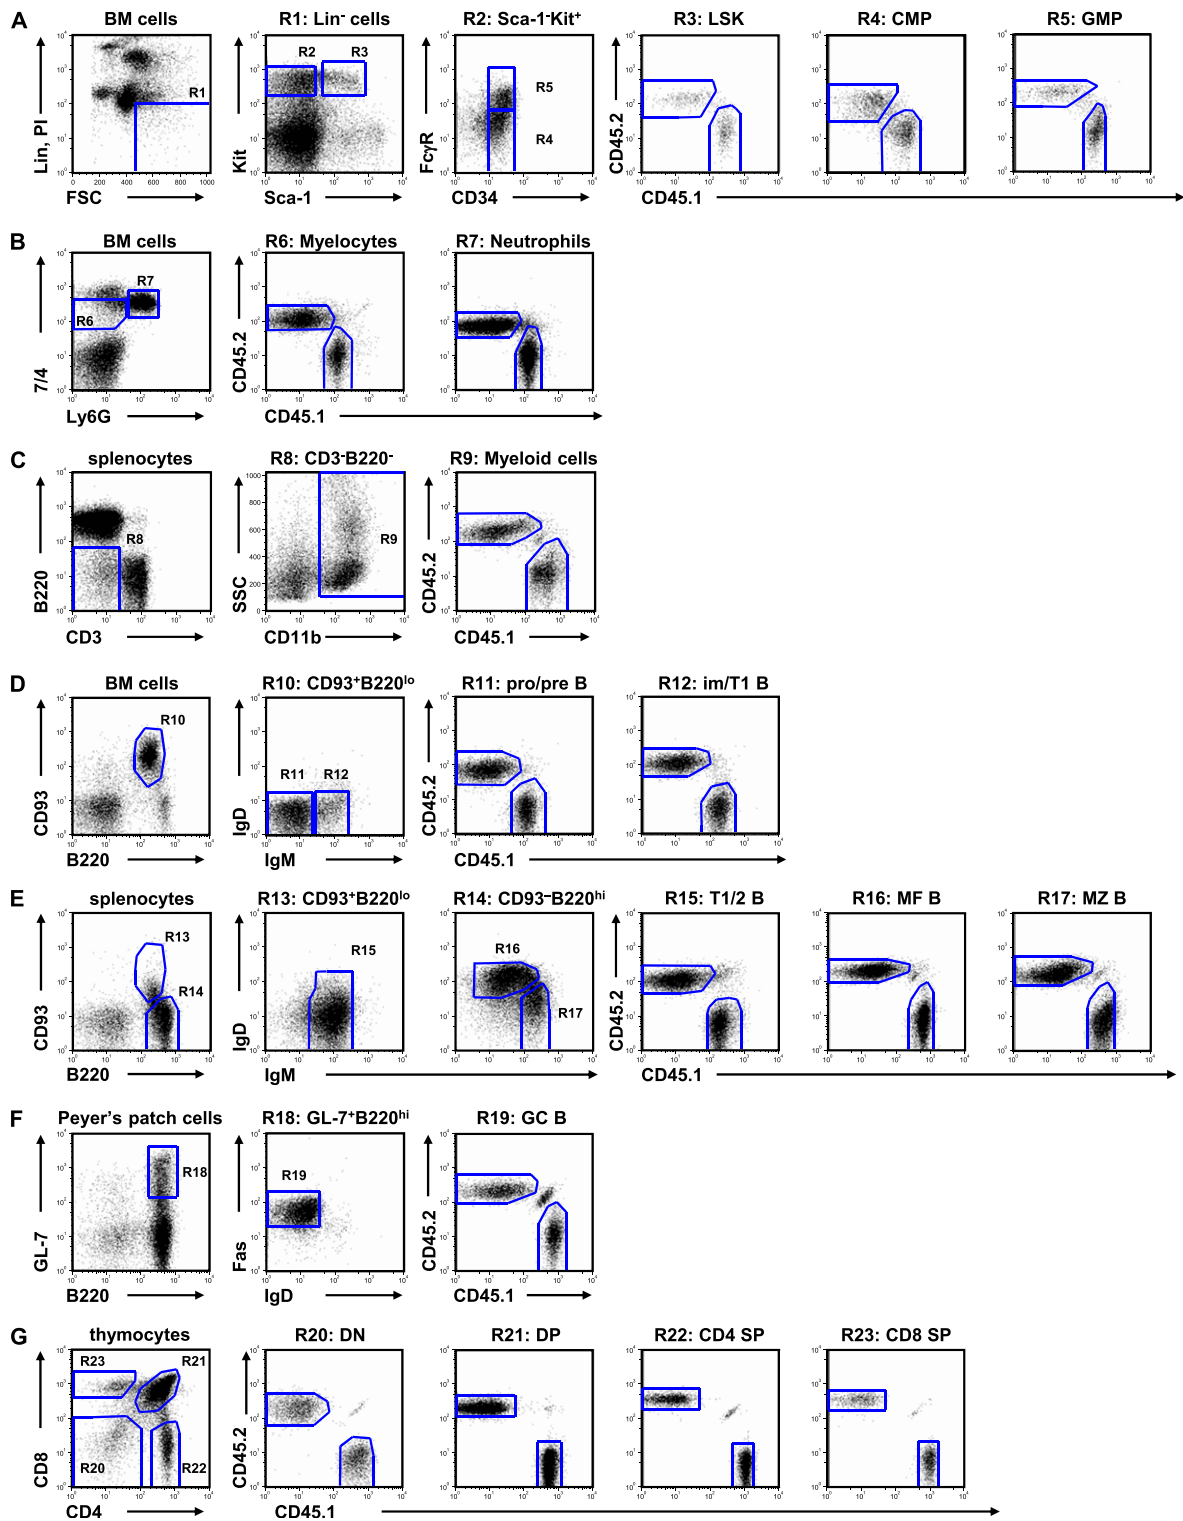 A
BM cells
R1: Lin⁻ cells
R2: Sca-1⁻Kit⁺
R3: LSK
R4: CMP
R5: GMP
Lin, PI
R1
FSC
Kit
R2
R3
Sca-1
FcγR
R5
R4
CD34
CD45.2
CD45.1
B
BM cells
R6: Myelocytes
R7: Neutrophils
7/4
R7
R6
Ly6G
CD45.2
CD45.1
C
splenocytes
R8: CD3⁻B220⁻
R9: Myeloid cells
B220
R8
CD3
SSC
R9
CD11b
CD45.2
CD45.1
D
BM cells
R10: CD93⁺B220ˡᵒ
R11: pro/pre B
R12: im/T1 B
CD93
R10
B220
IgD
R11
R12
IgM
CD45.2
CD45.1
E
splenocytes
R13: CD93⁺B220ˡᵒ
R14: CD93⁻B220ʰⁱ
R15: T1/2 B
R16: MF B
R17: MZ B
CD93
R13
R14
B220
IgD
R15
R16
R17
IgM
CD45.2
CD45.1
F
Peyer's patch cells
R18: GL-7⁺B220ʰⁱ
R19: GC B
GL-7
R18
B220
Fas
R19
IgD
CD45.2
CD45.1
G
thymocytes
R20: DN
R21: DP
R22: CD4 SP
R23: CD8 SP
CD8
R23
R21
R20
R22
CD4
CD45.2
CD45.1